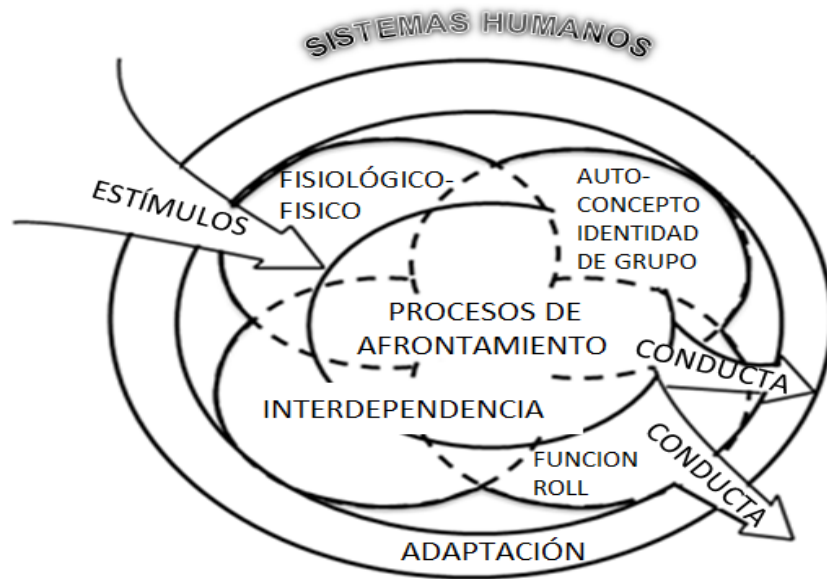 SISTEMAS HUMANOS
FISIOLÓGICO-
FISICO
AUTO-
CONCEPTO
IDENTIDAD
DE GRUPO
ESTÍMULOS
PROCESOS DE
AFRONTAMIENTO
CONDUCTA
INTERDEPENDENCIA
CONDUCTA
FUNCION
ROLL
ADAPTACIÓN